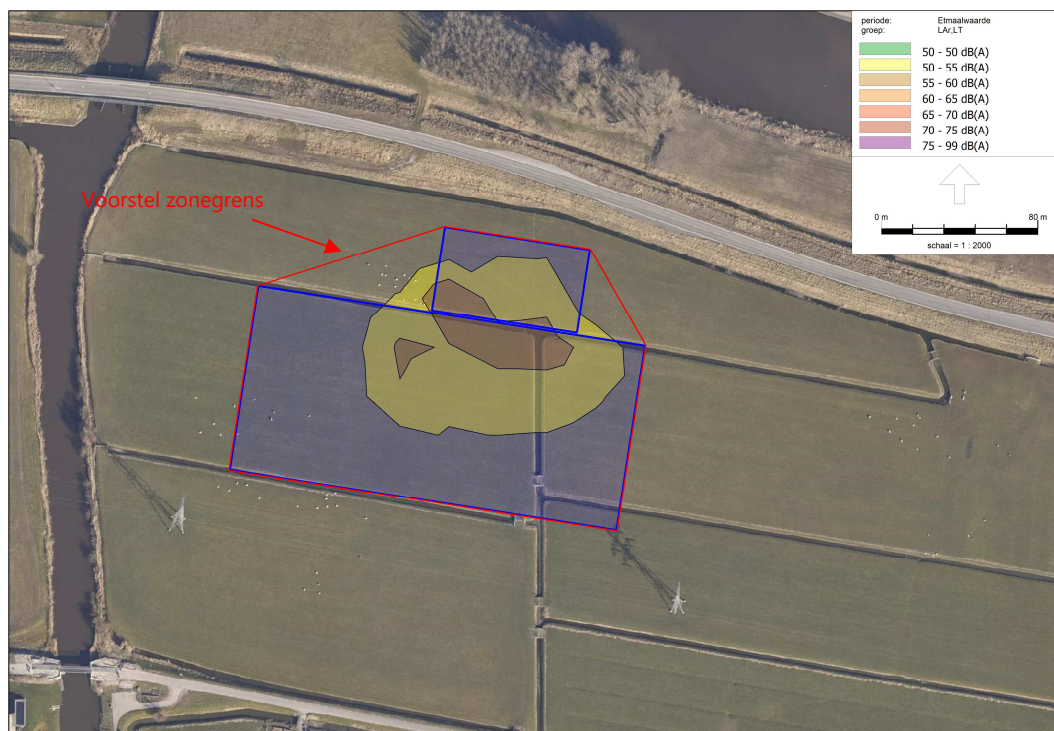 periode: Etmaalwaarde
groep: LAr,LT
50 - 50 dB(A)
50 - 55 dB(A)
55 - 60 dB(A)
60 - 65 dB(A)
65 - 70 dB(A)
70 - 75 dB(A)
75 - 99 dB(A)
0 m 80 m
schaal = 1 : 2000
Voorstel zonegrens